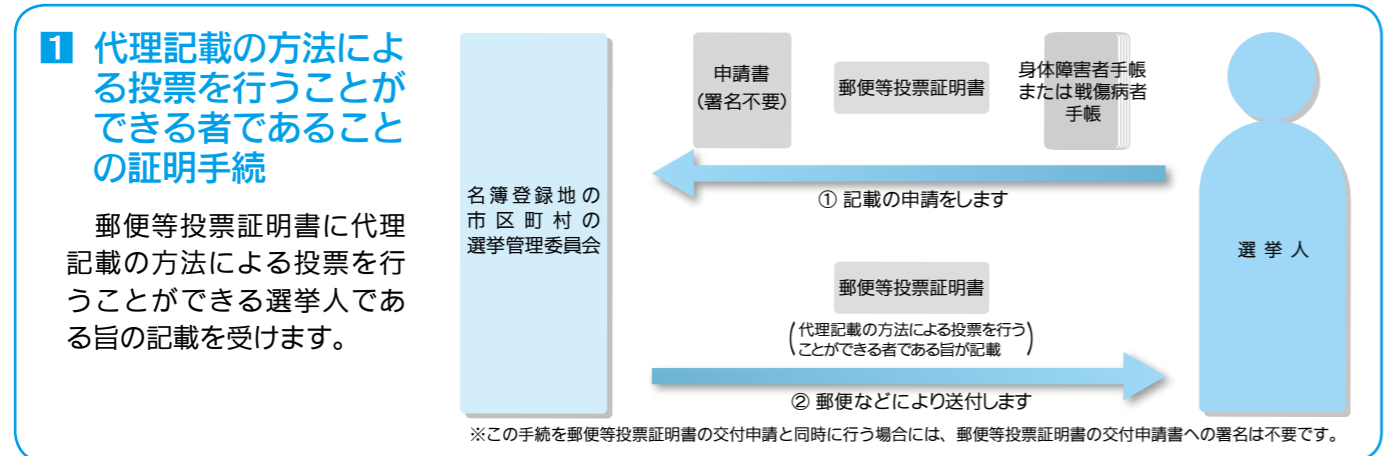 1 代理記載の方法によ
る投票を行うことが
できる者であること
の証明手続
郵便等投票証明書に代理
記載の方法による投票を行
うことができる選挙人であ
る旨の記載を受けます。
名簿登録地の
市区町村の
選挙管理委員会
申請書
(署名不要)
郵便等投票証明書
身体障害者手帳
または戦傷病者
手帳
① 記載の申請をします
郵便等投票証明書
(代理記載の方法による投票を行う
ことができる者である旨が記載)
② 郵便などにより送付します
選挙人
※この手続を郵便等投票証明書の交付申請と同時に行う場合には、郵便等投票証明書の交付申請書への署名は不要です。